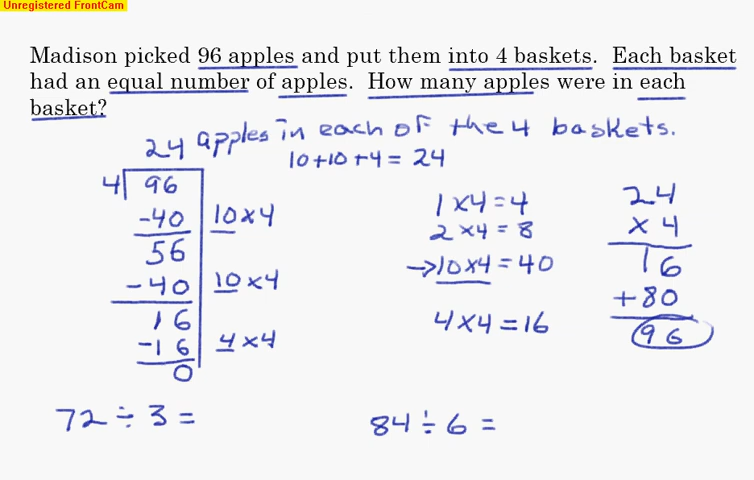 Unregistered FrontCam
Madison picked 96 apples and put them into 4 baskets. Each basket
had an equal number of apples. How many apples were in each
basket?
24 apples in each of the 4 baskets.
10+10+4=24
4 96
-40 10x4
56
-40 10x4
16
-16 4x4
0
1x4=4
2x4=8
→10x4=40
4x4=16
24
x 4
16
+80
96
72÷3=
84÷6=